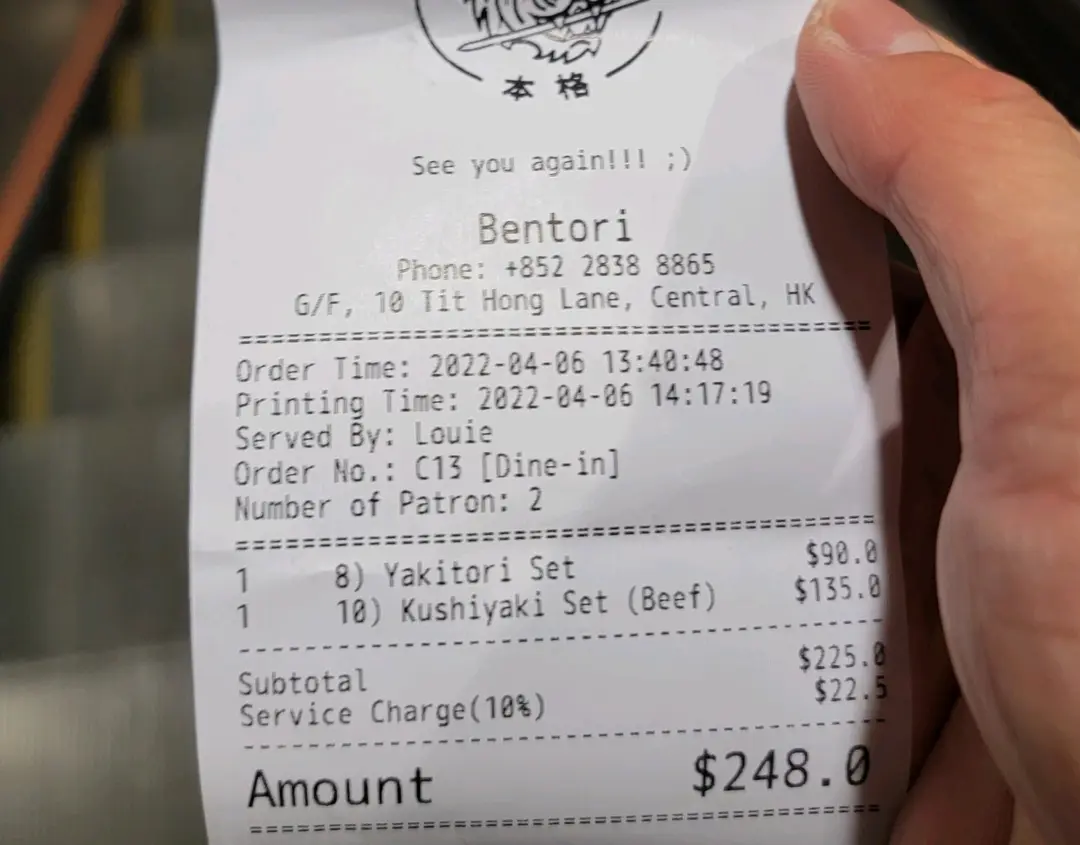 本格
See you again!!! ;)
Bentori
Phone: +852 2838 8865
G/F, 10 Tit Hong Lane, Central, HK
=======================================
Order Time: 2022-04-06 13:40:48
Printing Time: 2022-04-06 14:17:19
Served By: Louie
Order No.: C13 [Dine-in]
Number of Patron: 2
=======================================
1 8) Yakitori Set $90.0
1 10) Kushiyaki Set (Beef) $135.0
---------------------------------------
Subtotal $225.0
Service Charge(10%) $22.5
---------------------------------------
Amount $248.0
=======================================